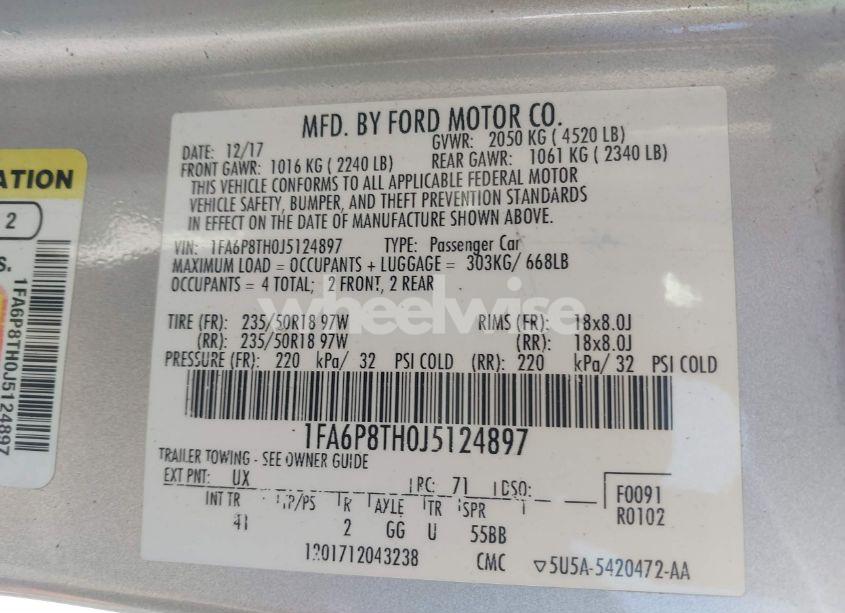 MFD. BY FORD MOTOR CO.
DATE: 12/17 GVWR: 2050 KG ( 4520 LB)
FRONT GAWR: 1016 KG ( 2240 LB) REAR GAWR: 1061 KG ( 2340 LB)
THIS VEHICLE CONFORMS TO ALL APPLICABLE FEDERAL MOTOR
VEHICLE SAFETY, BUMPER, AND THEFT PREVENTION STANDARDS
IN EFFECT ON THE DATE OF MANUFACTURE SHOWN ABOVE.
VIN: 1FA6P8TH0J5124897 TYPE: Passenger Car
MAXIMUM LOAD = OCCUPANTS + LUGGAGE = 303KG/ 668LB
OCCUPANTS = 4 TOTAL; 2 FRONT, 2 REAR
TIRE (FR): 235/50R18 97W RIMS (FR): 18x8.0J
(RR): 235/50R18 97W (RR): 18x8.0J
PRESSURE (FR): 220 kPa/ 32 PSI COLD (RR): 220 kPa/ 32 PSI COLD
1FA6P8TH0J5124897
TRAILER TOWING - SEE OWNER GUIDE
EXT PNT: UX RC: 71 DSO:
INT TR TP/PS R AXLE TR SPR
41 2 GG U 55BB
F0091
R0102
1201712043238 CMC ▽5U5A-5420472-AA
ATION
2
S.
1FA6P8TH0J5124897
wheelwise